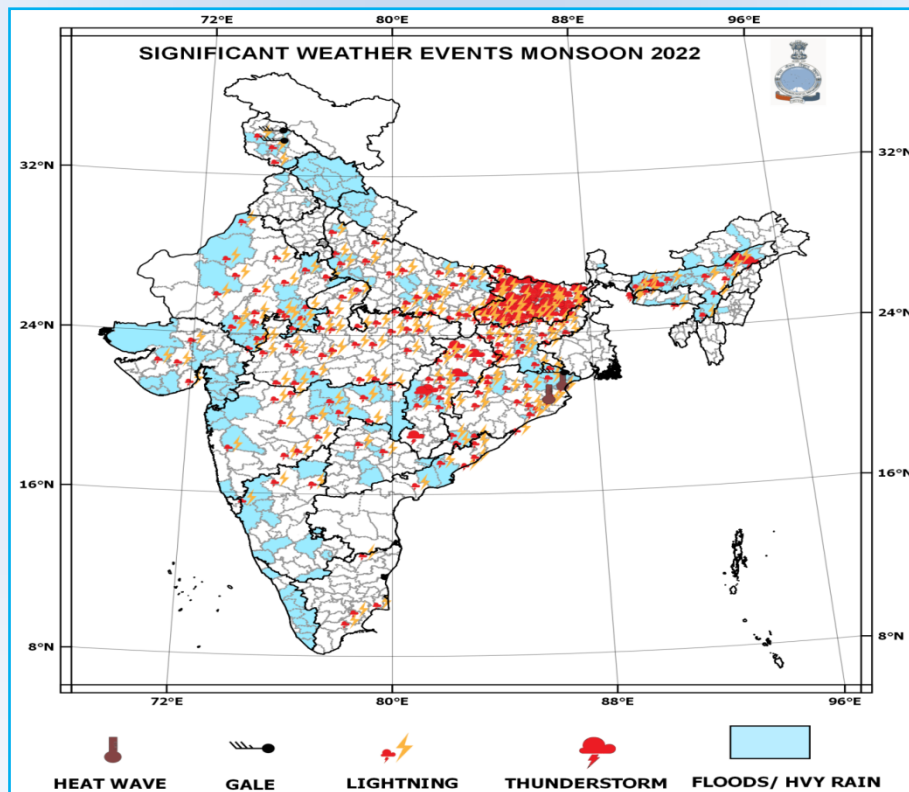 72°E 80°E 88°E 96°E
SIGNIFICANT WEATHER EVENTS MONSOON 2022
32°N 32°N
24°N 24°N
16°N 16°N
8°N 8°N
72°E 80°E 88°E 96°E
HEAT WAVE GALE LIGHTNING THUNDERSTORM FLOODS/ HVY RAIN